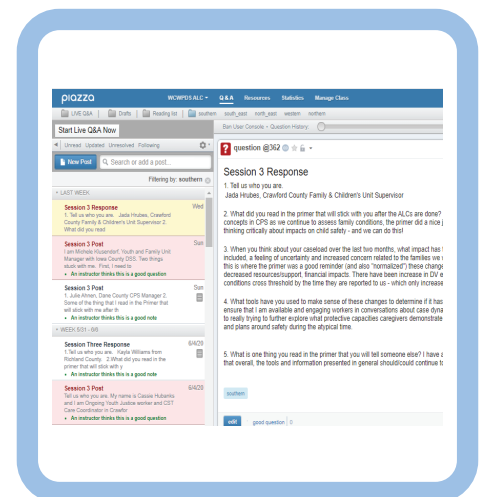 piazza
WCWPDS ALC
Q & A
Resources
Statistics
Manage Class
LIVE Q&A
Drafts
Reading list
southern
south_east
north_east
western
northern
Start Live Q&A Now
Ban User Console
Question History:
Unread Updated Unresolved Following
New Post
Search or add a post...
Filtering by: southern
LAST WEEK
Session 3 Response Wed
1. Tell us who you are. Jada Hrubes, Crawford
County Family & Children's Unit Supervisor 2.
What did you read
Session 3 Post Sun
I am Michele Klusendorf, Youth and Family Unit
Manager with Iowa County DSS. Two things
stuck with me. First, I need to
• An instructor thinks this is a good question
Session 3 Post Sun
1. Julie Ahnen, Dane County CPS Manager 2.
Some of the thing that I read in the Primer that
will stick with me after th
• An instructor thinks this is a good note
WEEK 5/31 - 6/6
Session Three Response 6/4/20
1.Tell us who you are. Kayla Williams from
Richland County. 2.What did you read in the
primer that will stick with y
• An instructor thinks this is a good note
Session 3 Post 6/4/20
Tell us who you are. My name is Cassie Hubanks
and I am Ongoing Youth Justice worker and CST
Care Coordinator in Crawfor
• An instructor thinks this is a good question
question @362
Session 3 Response
1. Tell us who you are.
Jada Hrubes, Crawford County Family & Children's Unit Supervisor
2. What did you read in the primer that will stick with you after the ALCs are done?
concepts in CPS as we continue to assess family conditions, the primer did a nice
thinking critically about impacts on child safety - and we can do this!
3. When you think about your caseload over the last two months, what impact has
included, a feeling of uncertainty and increased concern related to the families we
this is where the primer was a good reminder (and also "normalized") these change
decreased resources/support, financial impacts. There have been increase in DV
conditions cross threshold by the time they are reported to us - which only increase
4. What tools have you used to make sense of these changes to determine if it has
ensure that I am available and engaging workers in conversations about case dyna
to really trying to further explore what protective capacities caregivers demonstrate
and plans around safety during the atypical time.
5. What is one thing you read in the primer that you will tell someone else? I have a
that overall, the tools and information presented in general should/could continue to
southern
edit
good question 0